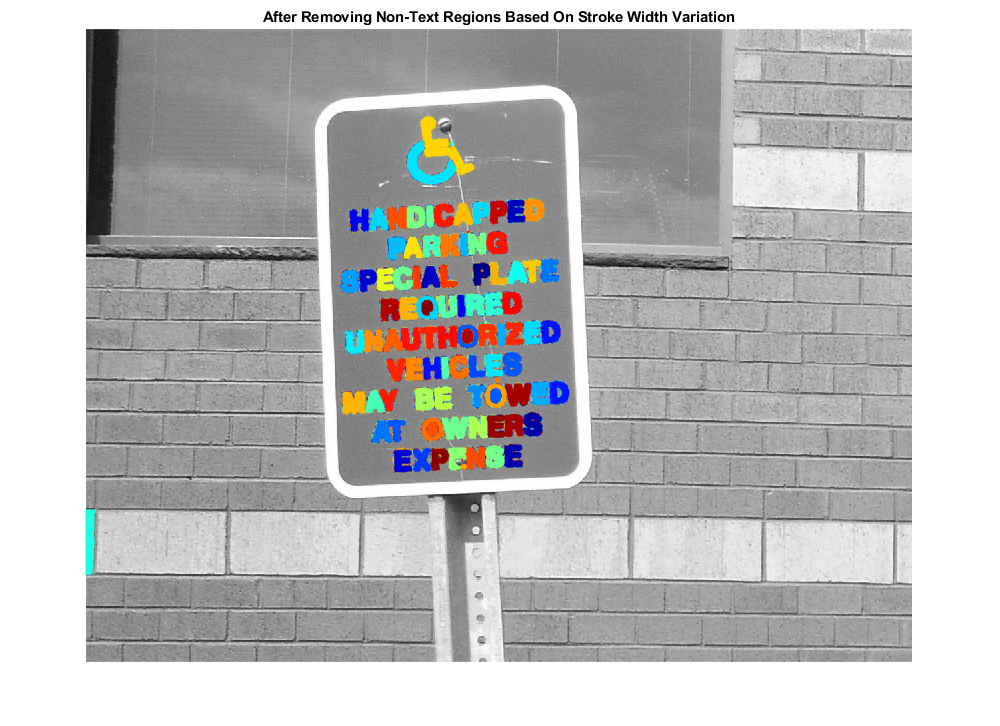 After Removing Non-Text Regions Based On Stroke Width Variation
HANDICAPPED
PARKING
SPECIAL PLATE
REQUIRED
UNAUTHORIZED
VEHICLES
MAY BE TOWED
AT OWNERS
EXPENSE